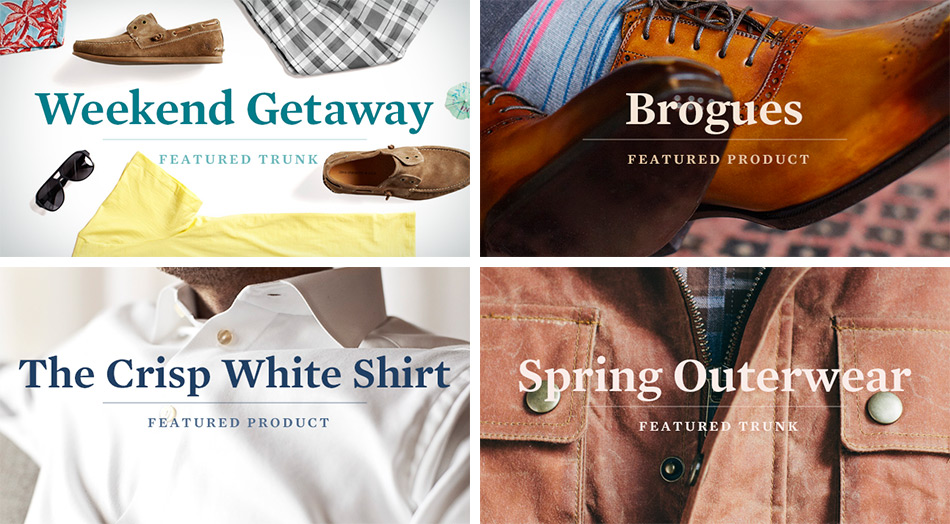 Weekend Getaway
FEATURED TRUNK
Brogues
FEATURED PRODUCT
The Crisp White Shirt
FEATURED PRODUCT
Spring Outerwear
FEATURED TRUNK